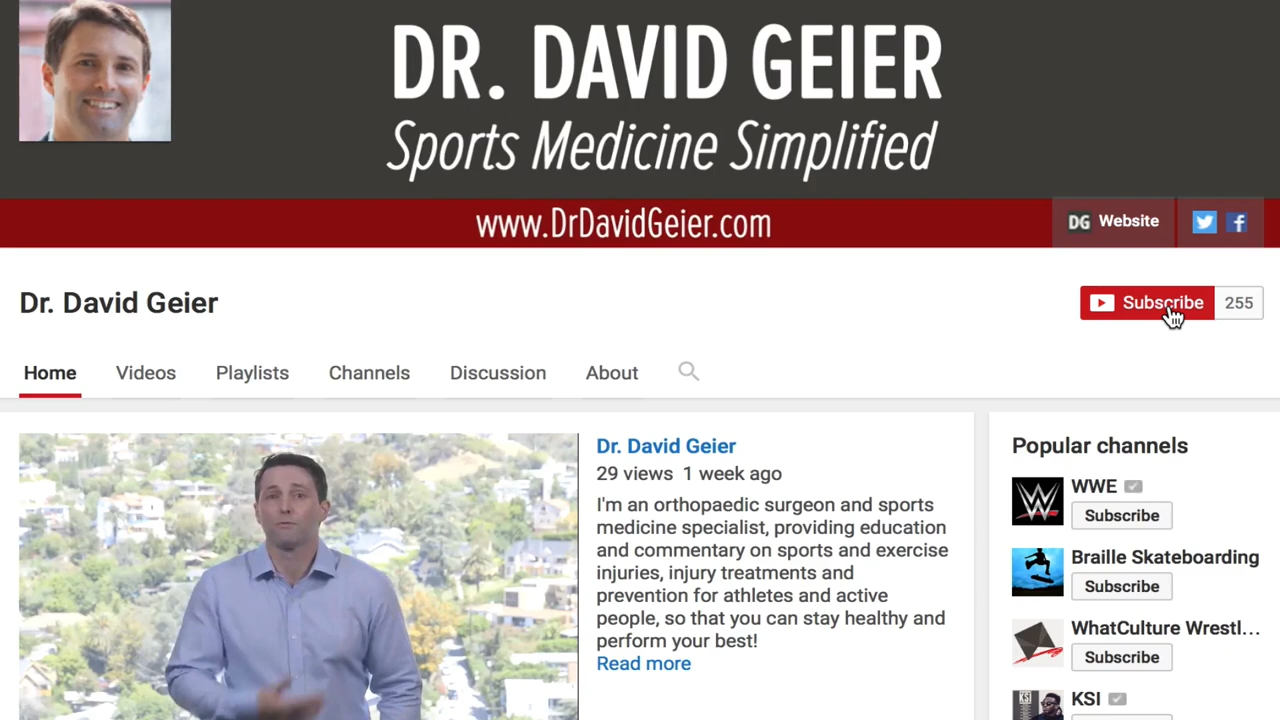 DR. DAVID GEIER
Sports Medicine Simplified
www.DrDavidGeier.com
DG Website
Dr. David Geier
Subscribe 255
Home Videos Playlists Channels Discussion About
Dr. David Geier
29 views 1 week ago
I'm an orthopaedic surgeon and sports
medicine specialist, providing education
and commentary on sports and exercise
injuries, injury treatments and
prevention for athletes and active
people, so that you can stay healthy and
perform your best!
Read more
Popular channels
WWE
Subscribe
Braille Skateboarding
Subscribe
WhatCulture Wrestl...
Subscribe
KSI